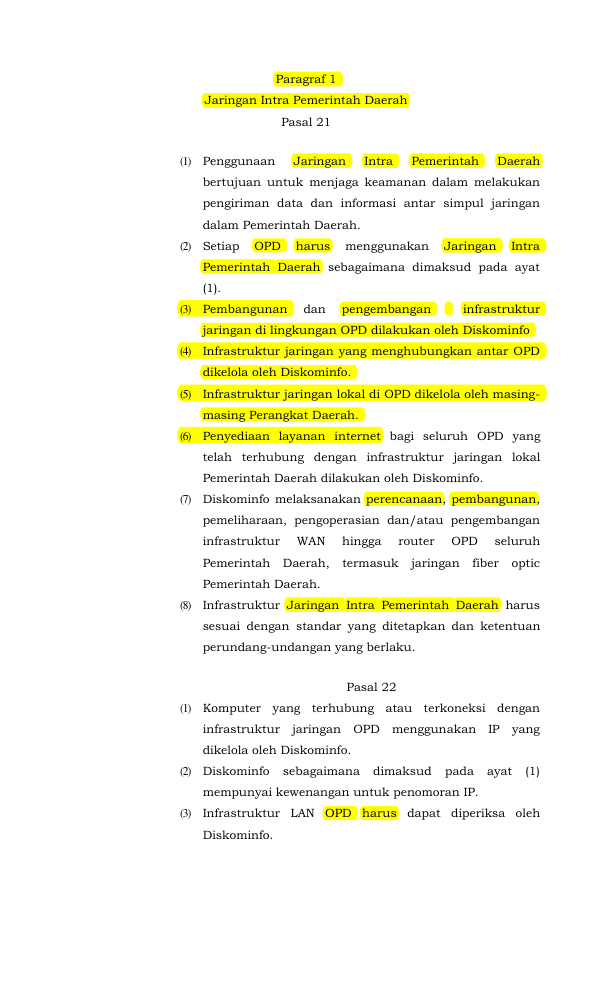 Paragraf 1
Jaringan Intra Pemerintah Daerah
Pasal 21
(1) Penggunaan Jaringan Intra Pemerintah Daerah
bertujuan untuk menjaga keamanan dalam melakukan
pengiriman data dan informasi antar simpul jaringan
dalam Pemerintah Daerah.
(2) Setiap OPD harus menggunakan Jaringan Intra
Pemerintah Daerah sebagaimana dimaksud pada ayat
(1).
(3) Pembangunan dan pengembangan infrastruktur
jaringan di lingkungan OPD dilakukan oleh Diskominfo
(4) Infrastruktur jaringan yang menghubungkan antar OPD
dikelola oleh Diskominfo.
(5) Infrastruktur jaringan lokal di OPD dikelola oleh masing-
masing Perangkat Daerah.
(6) Penyediaan layanan internet bagi seluruh OPD yang
telah terhubung dengan infrastruktur jaringan lokal
Pemerintah Daerah dilakukan oleh Diskominfo.
(7) Diskominfo melaksanakan perencanaan, pembangunan,
pemeliharaan, pengoperasian dan/atau pengembangan
infrastruktur WAN hingga router OPD seluruh
Pemerintah Daerah, termasuk jaringan fiber optic
Pemerintah Daerah.
(8) Infrastruktur Jaringan Intra Pemerintah Daerah harus
sesuai dengan standar yang ditetapkan dan ketentuan
perundang-undangan yang berlaku.
Pasal 22
(1) Komputer yang terhubung atau terkoneksi dengan
infrastruktur jaringan OPD menggunakan IP yang
dikelola oleh Diskominfo.
(2) Diskominfo sebagaimana dimaksud pada ayat (1)
mempunyai kewenangan untuk penomoran IP.
(3) Infrastruktur LAN OPD harus dapat diperiksa oleh
Diskominfo.